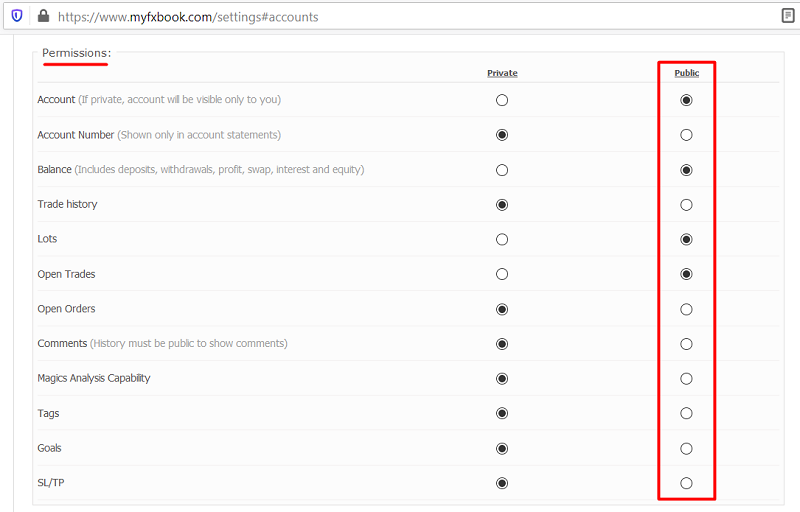 https://www.myfxbook.com/settings#accounts
Permissions:
Private Public
Account (If private, account will be visible only to you)
Account Number (Shown only in account statements)
Balance (Includes deposits, withdrawals, profit, swap, interest and equity)
Trade history
Lots
Open Trades
Open Orders
Comments (History must be public to show comments)
Magics Analysis Capability
Tags
Goals
SL/TP